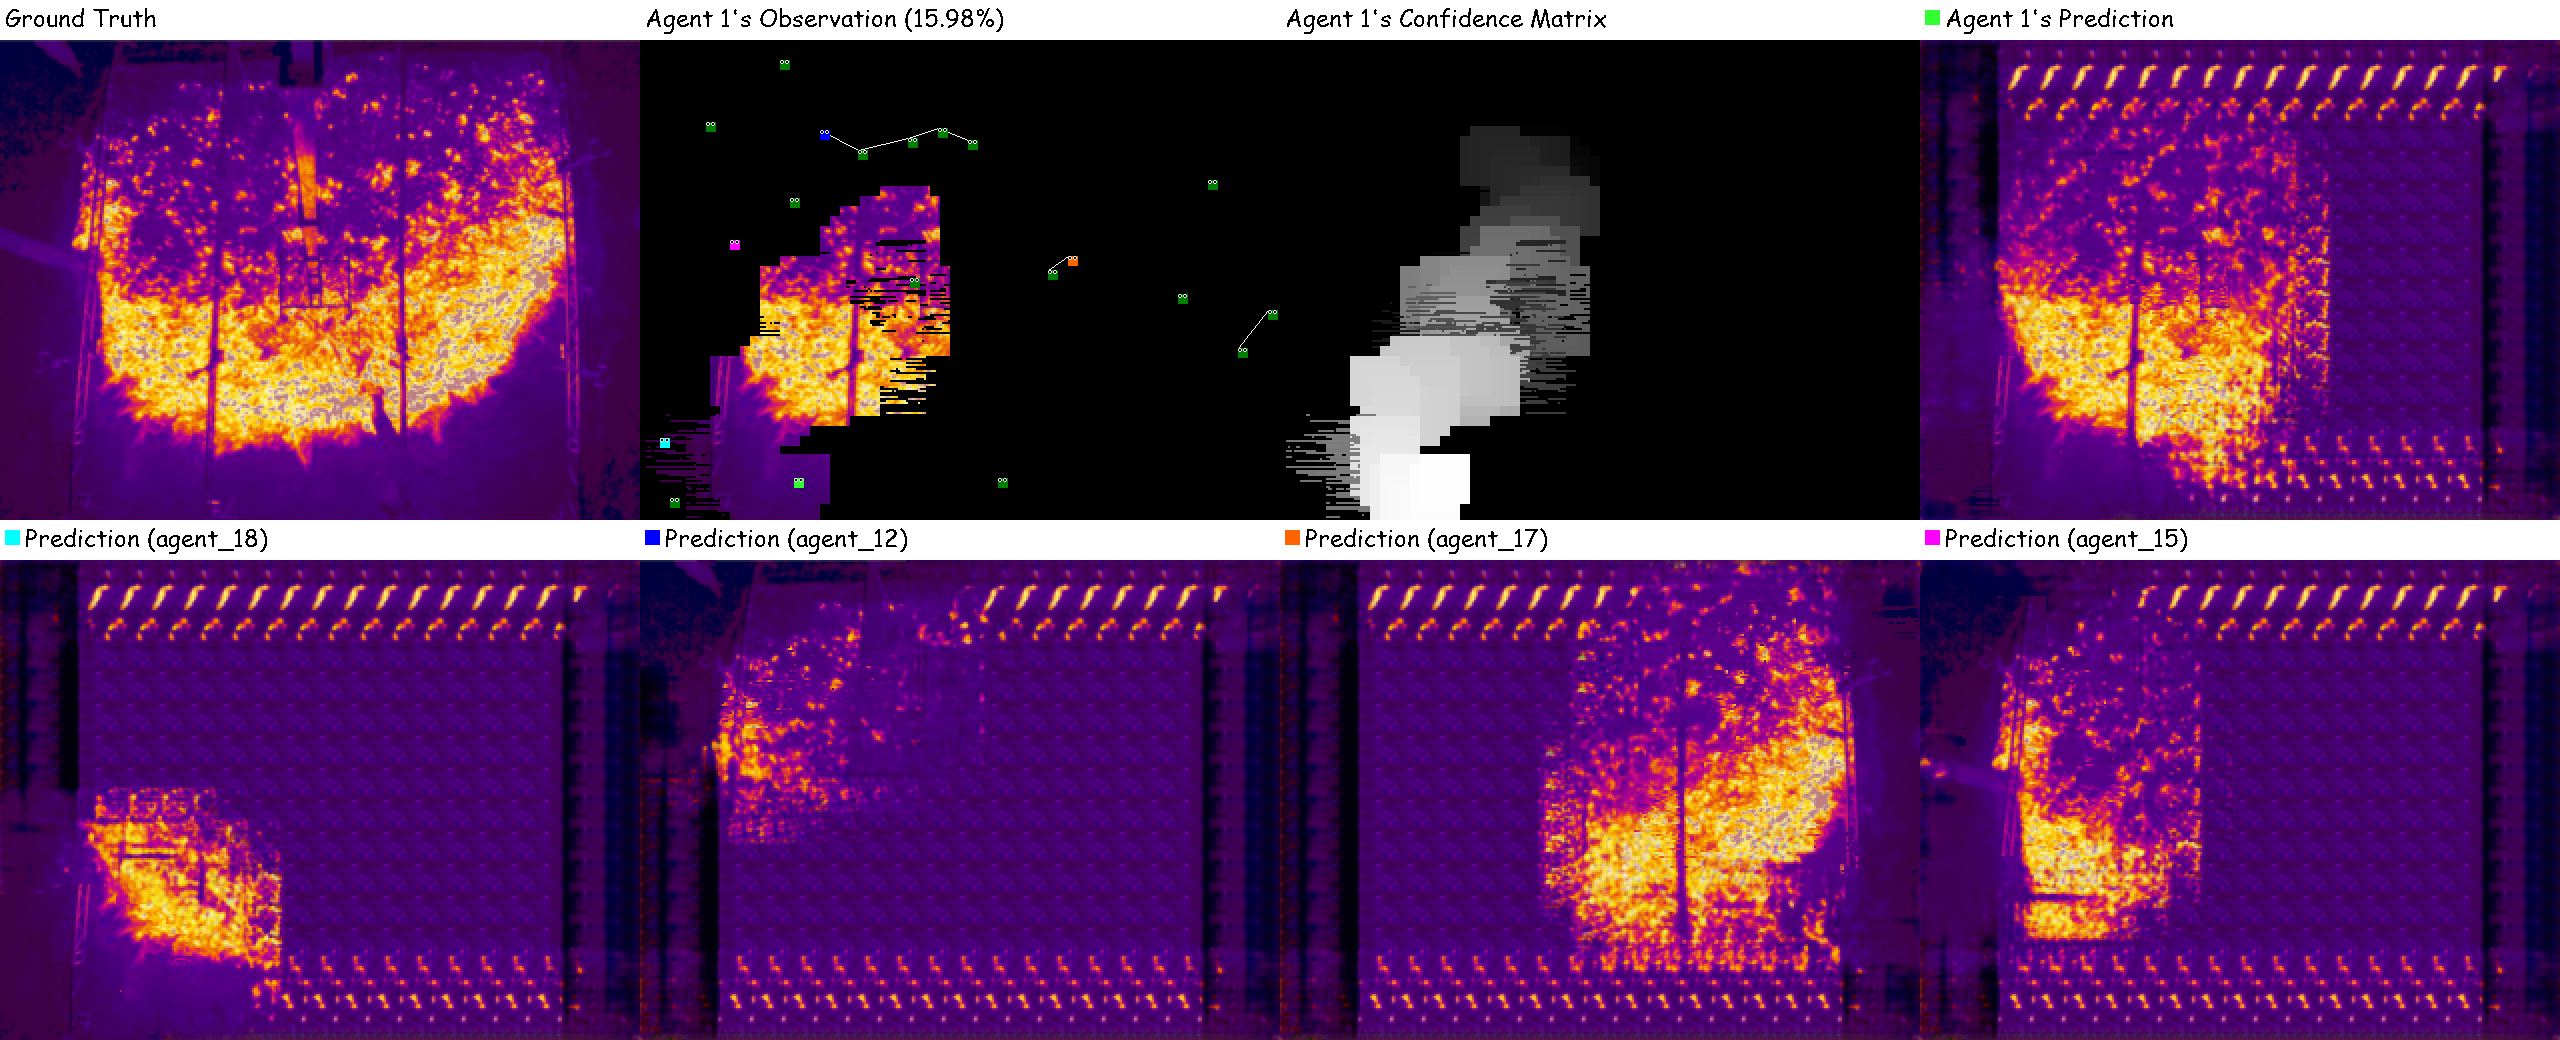 Ground Truth
Agent 1's Observation (15.98%)
Agent 1's Confidence Matrix
Agent 1's Prediction
Prediction (agent_18)
Prediction (agent_12)
Prediction (agent_17)
Prediction (agent_15)